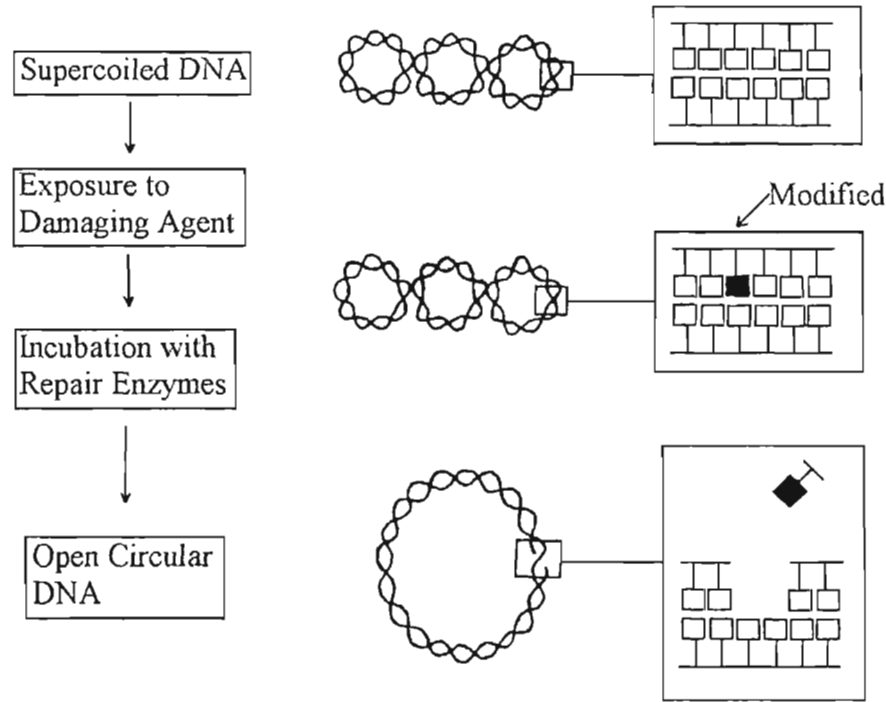 Supercoiled DNA
Exposure to
Damaging Agent
Modified
Incubation with
Repair Enzymes
Open Circular
DNA